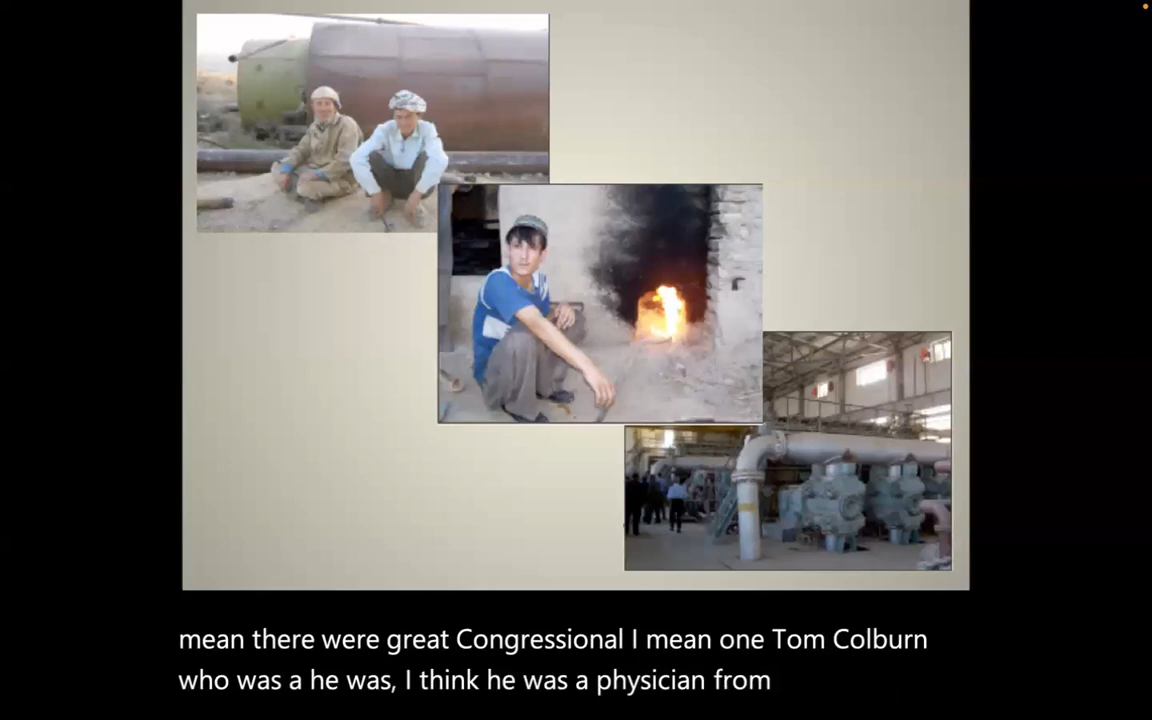 mean there were great Congressional I mean one Tom Colburn
who was a he was, I think he was a physician from